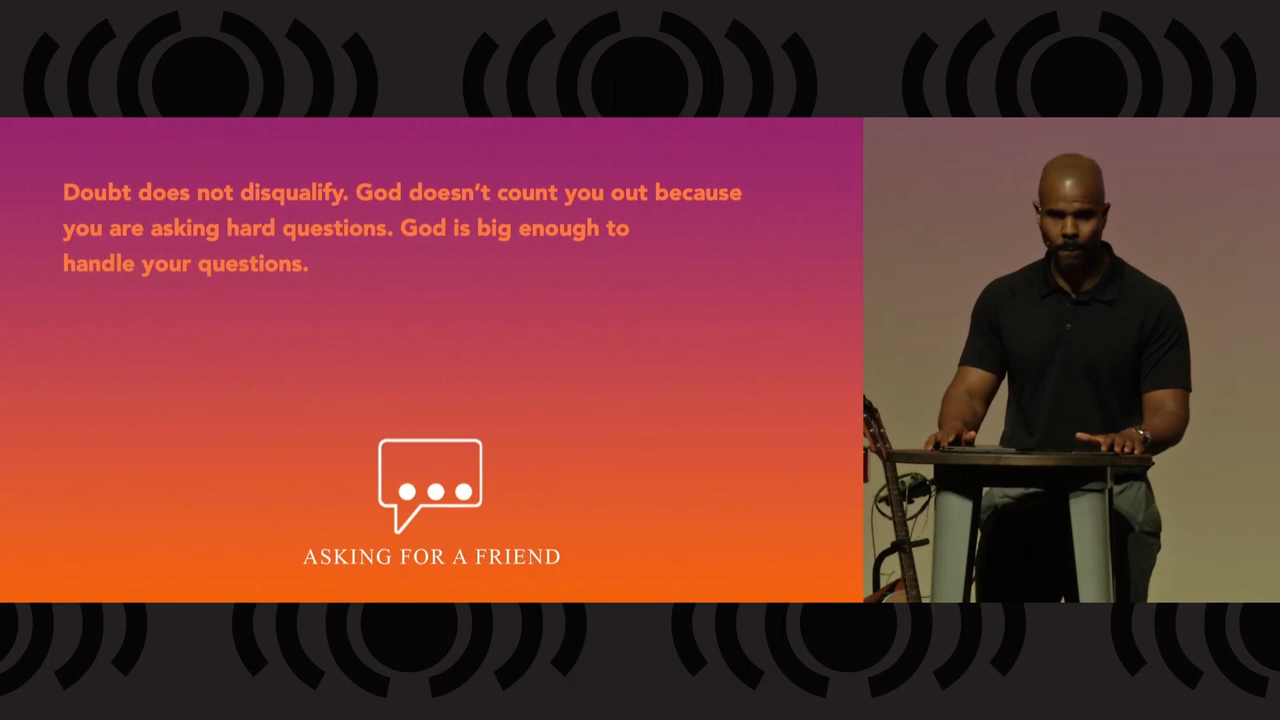 Doubt does not disqualify. God doesn’t count you out because
you are asking hard questions. God is big enough to
handle your questions.
ASKING FOR A FRIEND